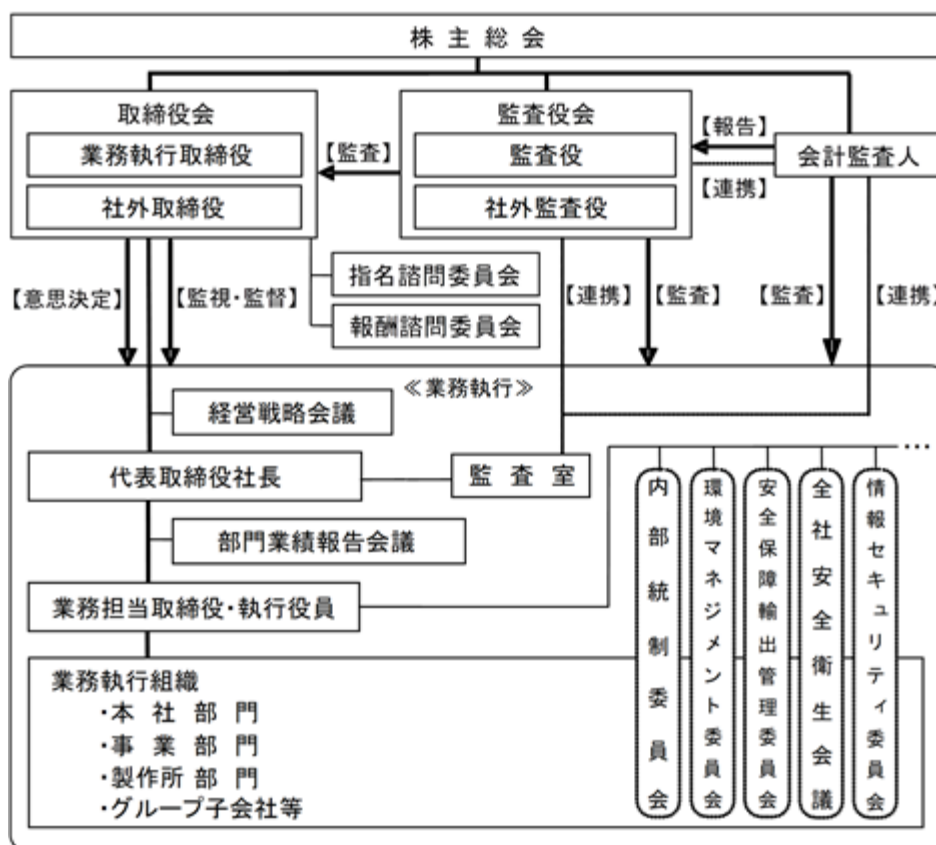 株主総会
取締役会
業務執行取締役
社外取締役
【監査】
監査役会
監査役
社外監査役
【報告】
【連携】
会計監査人
指名諮問委員会
報酬諮問委員会
【意思決定】
【監視・監督】
【連携】
【監査】
【監査】
【連携】
≪業務執行≫
経営戦略会議
代表取締役社長
監査室
部門業績報告会議
業務担当取締役・執行役員
…
内部統制委員会
環境マネジメント委員会
安全保障輸出管理委員会
全社安全衛生会議
情報セキュリティ委員会
業務執行組織
・本社部門
・事業部門
・製作所部門
・グループ子会社等